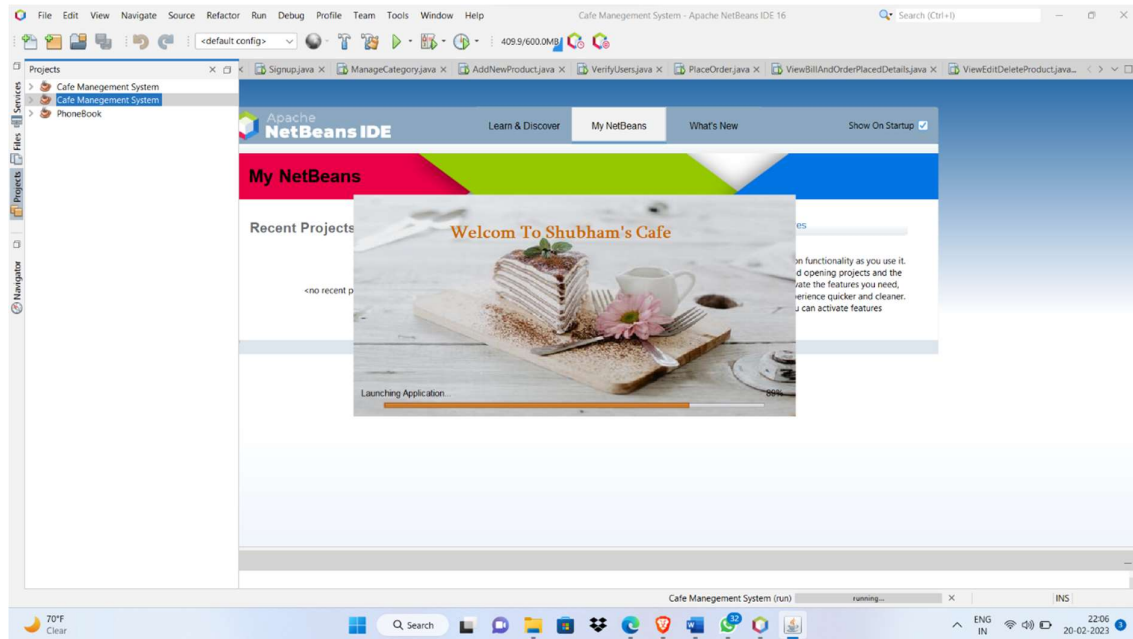 File Edit View Navigate Source Refactor Run Debug Profile Team Tools Window Help Cafe Manegement System - Apache NetBeans IDE 16 Search (Ctrl+I)
<default config> 409.9/600.0MB
Projects Signup.java ManageCategory.java AddNewProduct.java VerifyUsers.java PlaceOrder.java ViewBillAndOrderPlacedDetails.java ViewEditDeleteProduct.java...
Services
Files
Projects
Navigator
Cafe Manegement System
Cafe Manegement System
PhoneBook
Apache
NetBeans IDE
Learn & Discover My NetBeans What's New Show On Startup
My NetBeans
Recent Projects
<no recent p
es
on functionality as you use it.
d opening projects and the
vate the features you need,
erience quicker and cleaner.
u can activate features
Welcom To Shubham's Cafe
Launching Application...
89%
Cafe Manegement System (run) running... INS
70°F
Clear
Search
ENG
IN
22:06
20-02-2023
3